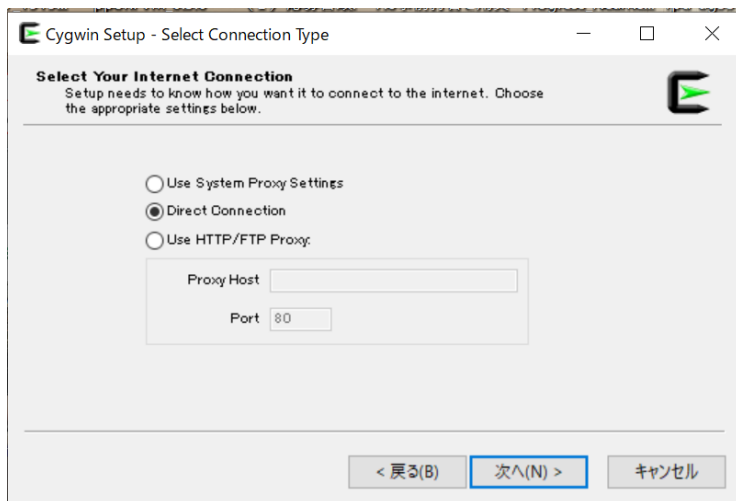 Cygwin Setup - Select Connection Type
Select Your Internet Connection
Setup needs to know how you want it to connect to the internet. Choose
the appropriate settings below.
Use System Proxy Settings
Direct Connection
Use HTTP/FTP Proxy:
Proxy Host
Port 80
< 戻る(B) 次へ(N) > キャンセル